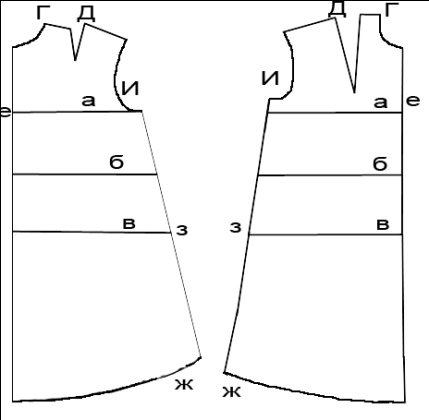 Г Д Д Г
И И
е а а е
б б
в з з в
ж ж